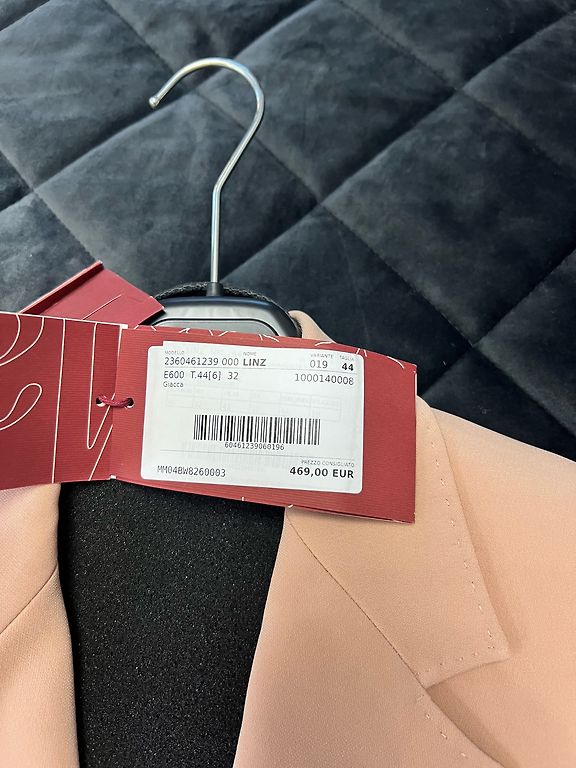 MODELLO NOME VARIANTE TAGLIA
2360461239 000 LINZ 019 44
E600 T.44[6] 32 1000140008
Giacca
60461239060196
PREZZO CONSIGLIATO
MM04BW8260003 469,00 EUR